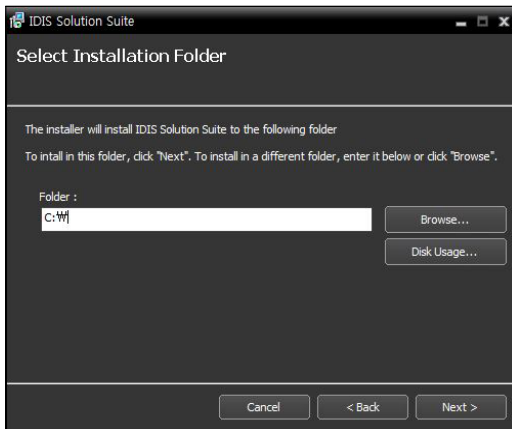 IDIS Solution Suite
Select Installation Folder
The installer will install IDIS Solution Suite to the following folder
To intall in this folder, click "Next". To install in a different folder, enter it below or click "Browse".
Folder :
C:₩
Browse...
Disk Usage...
Cancel
< Back
Next >